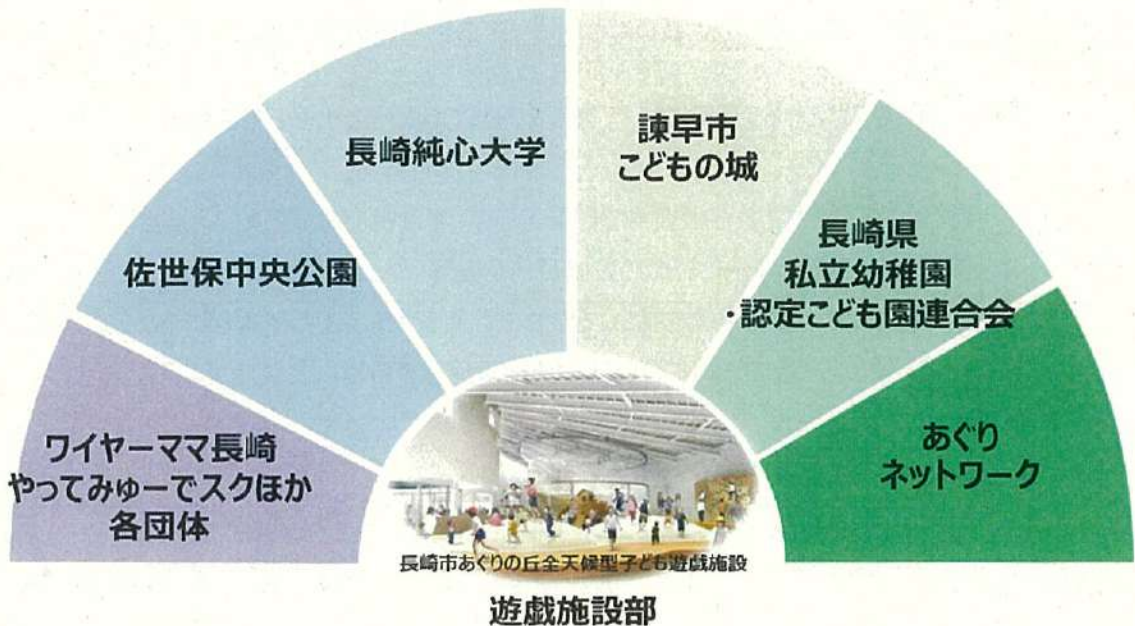 長崎純心大学
諫早市
こどもの城
佐世保中央公園
長崎県
私立幼稚園
・認定こども園連合会
ワイヤーママ長崎
やってみゅーでスクほか
各団体
あぐり
ネットワーク
長崎市あぐりの丘全天候型子ども遊戯施設
遊戯施設部